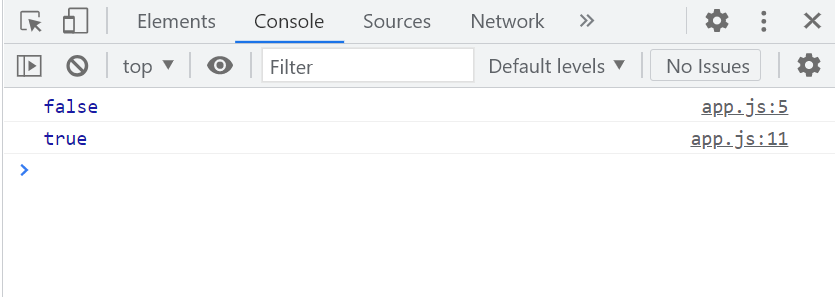 Elements Console Sources Network »
top ▼ Filter Default levels ▼ No Issues
false app.js:5
true app.js:11
>